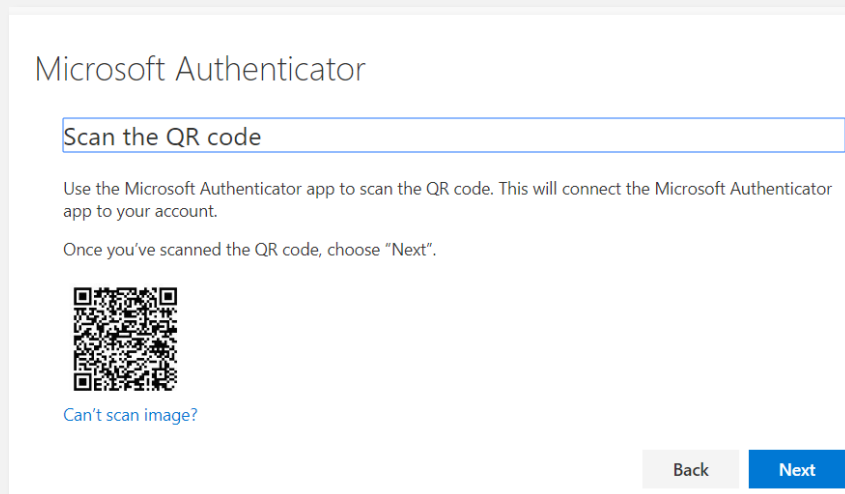 Microsoft Authenticator
Scan the QR code
Use the Microsoft Authenticator app to scan the QR code. This will connect the Microsoft Authenticator
app to your account.
Once you’ve scanned the QR code, choose “Next”.
Can’t scan image?
Back
Next